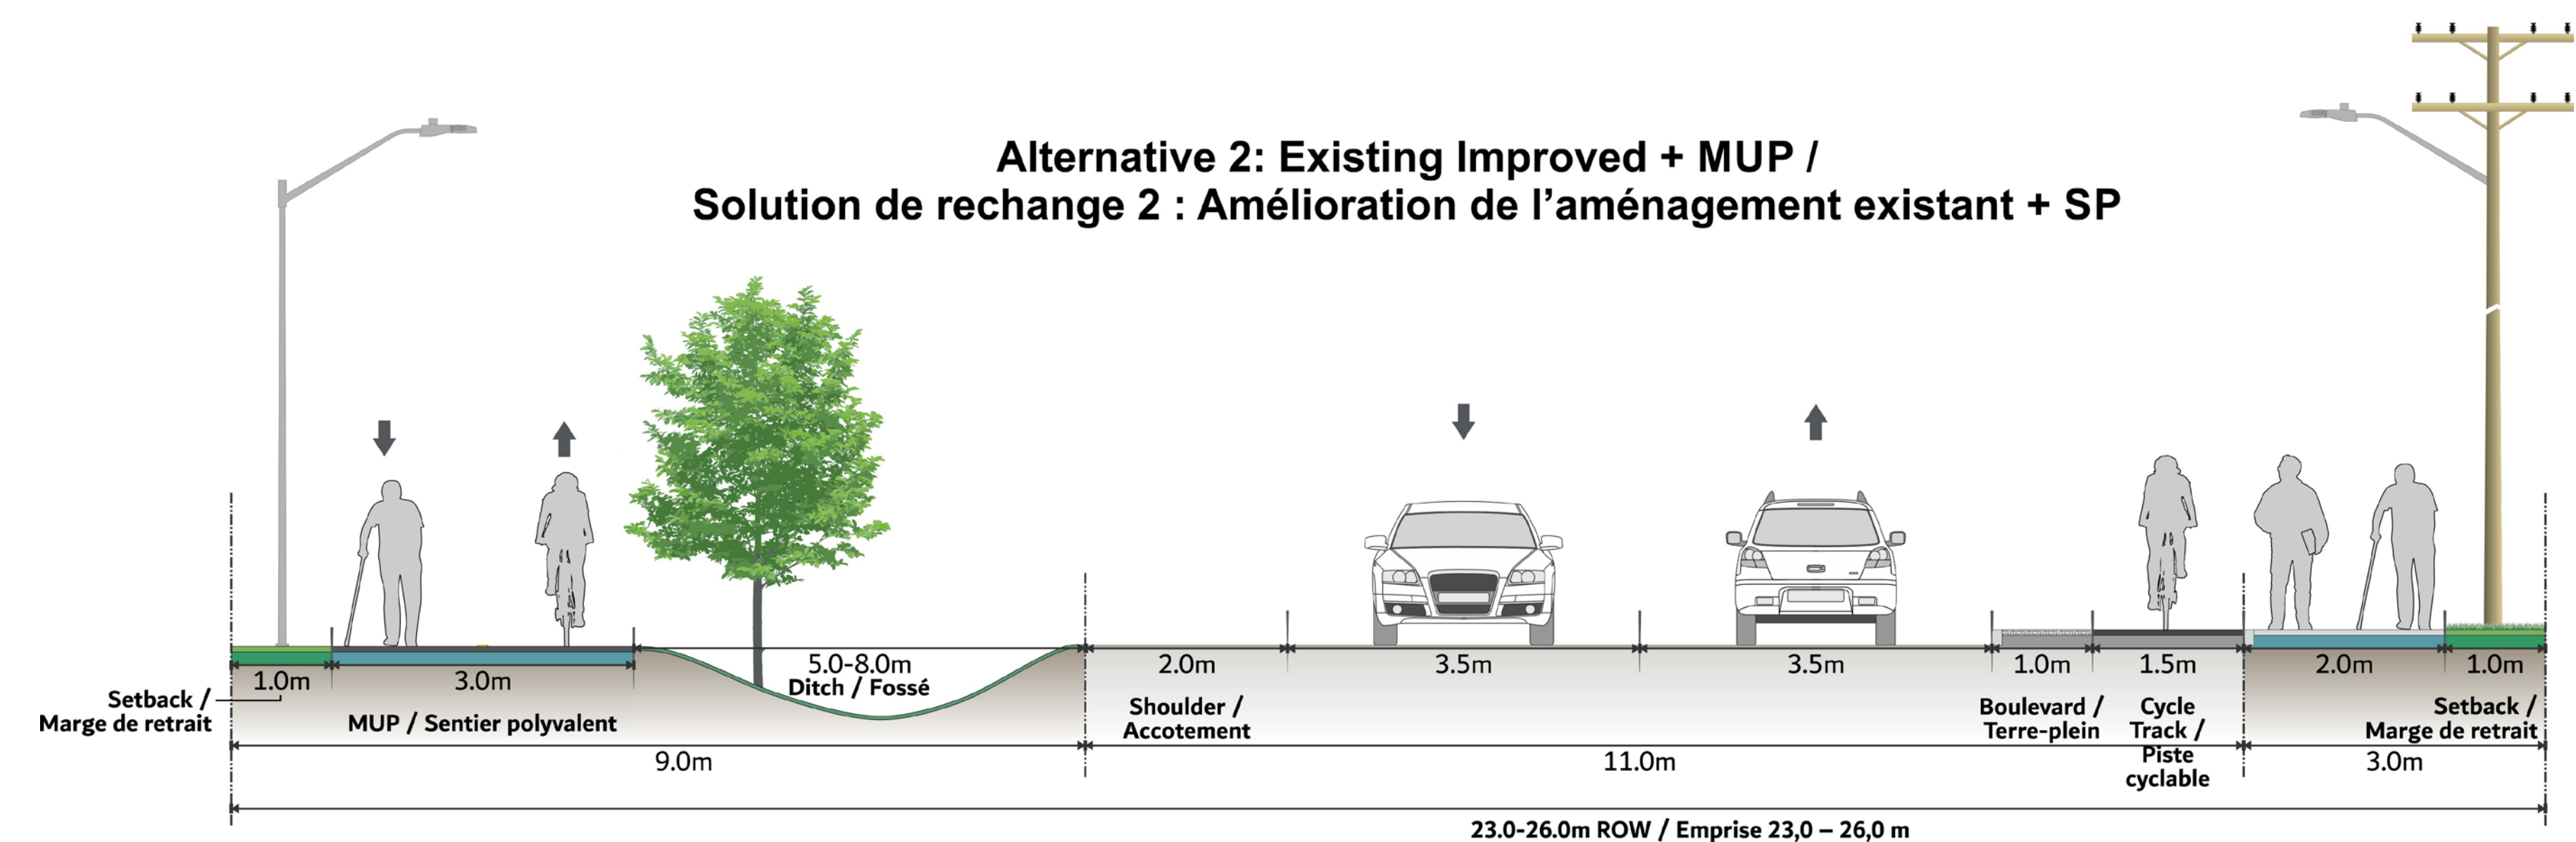 Alternative 2: Existing Improved + MUP /
Solution de rechange 2 : Amélioration de l’aménagement existant + SP
1.0m
3.0m
5.0-8.0m
2.0m
3.5m
3.5m
1.0m
1.5m
2.0m
1.0m
Setback /
Marge de retrait
MUP / Sentier polyvalent
Ditch / Fossé
Shoulder /
Accotement
Boulevard /
Terre-plein
Cycle
Track /
Piste
cyclable
Setback /
Marge de retrait
9.0m
11.0m
3.0m
23.0-26.0m ROW / Emprise 23,0 – 26,0 m